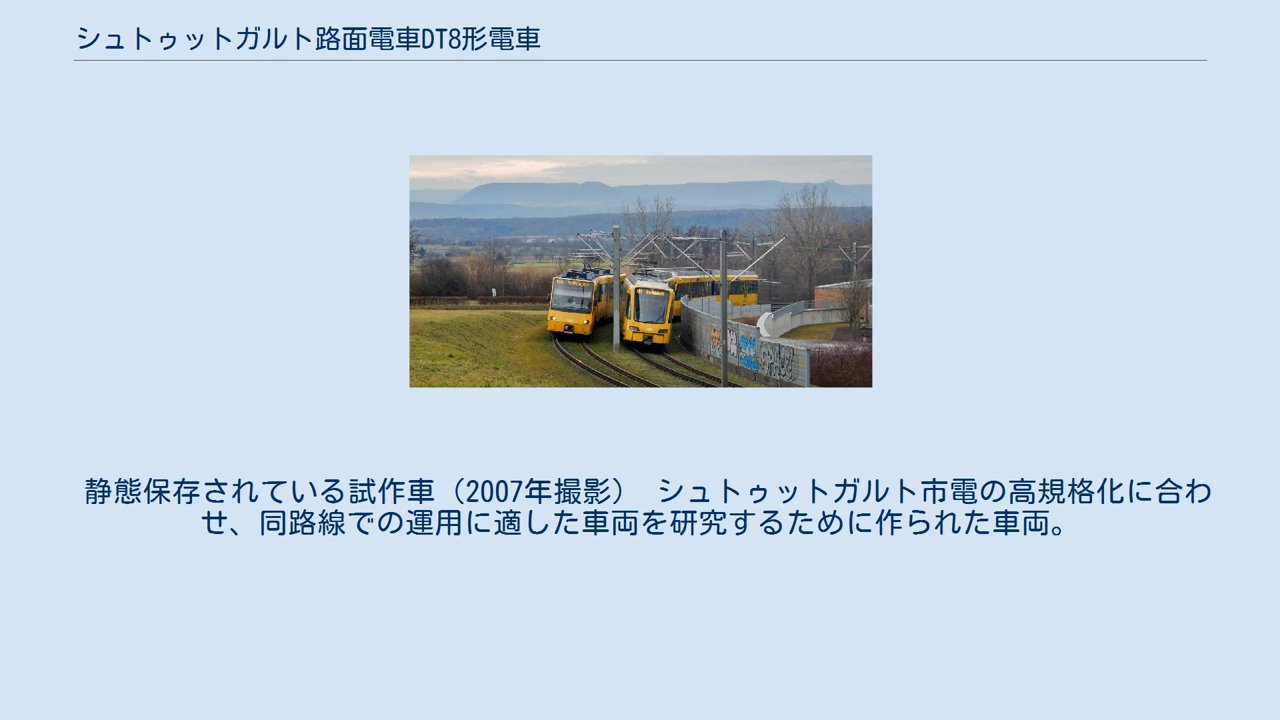 シュトゥットガルト路面電車DT8形電車
静態保存されている試作車（2007年撮影） シュトゥットガルト市電の高規格化に合わ
せ、同路線での運用に適した車両を研究するために作られた車両。